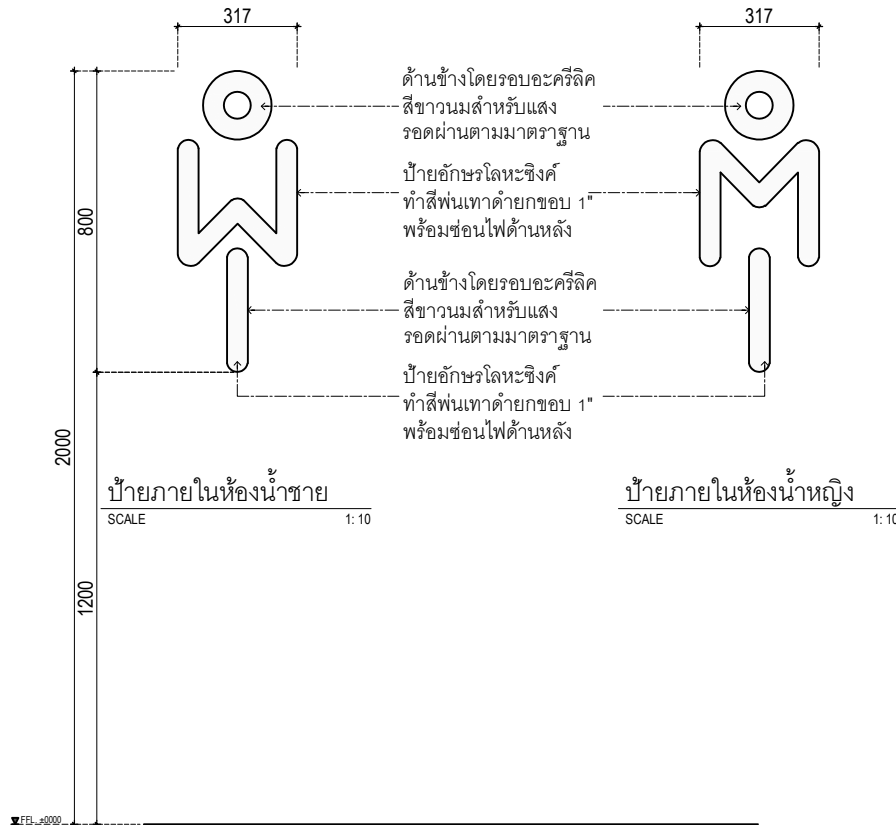 317
317
ด้านข้างโดยรอบอะครีลิค
สีขาวนมสำหรับแสง
รอดผ่านตามมาตราฐาน
ป้ายอักษรโลหะซิงค์
ทำสีพ่นเทาดำยกขอบ 1"
พร้อมซ่อนไฟด้านหลัง
800
ด้านข้างโดยรอบอะครีลิค
สีขาวนมสำหรับแสง
รอดผ่านตามมาตราฐาน
ป้ายอักษรโลหะซิงค์
ทำสีพ่นเทาดำยกขอบ 1"
พร้อมซ่อนไฟด้านหลัง
2000
ป้ายภายในห้องน้ำชาย
SCALE 1: 10
ป้ายภายในห้องน้ำหญิง
SCALE 1: 10
1200
FFL. ±0000